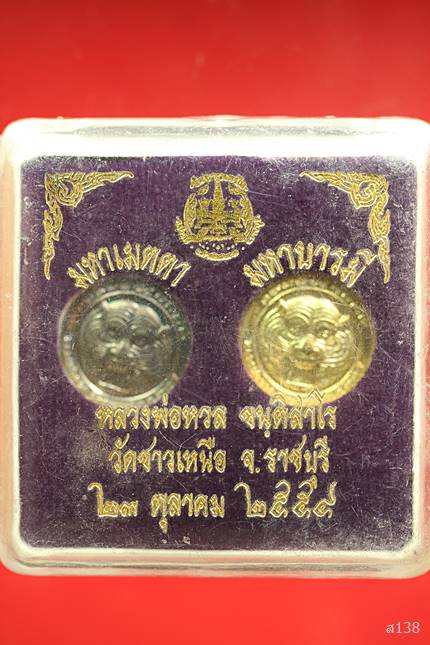 มหาเมตตา มหาบารมี
หลวงพ่อหวล ขนฺติสาโร
วัดชาวเหนือ จ.ราชบุรี
๒๓ ตุลาคม ๒๕๕๔
ส138